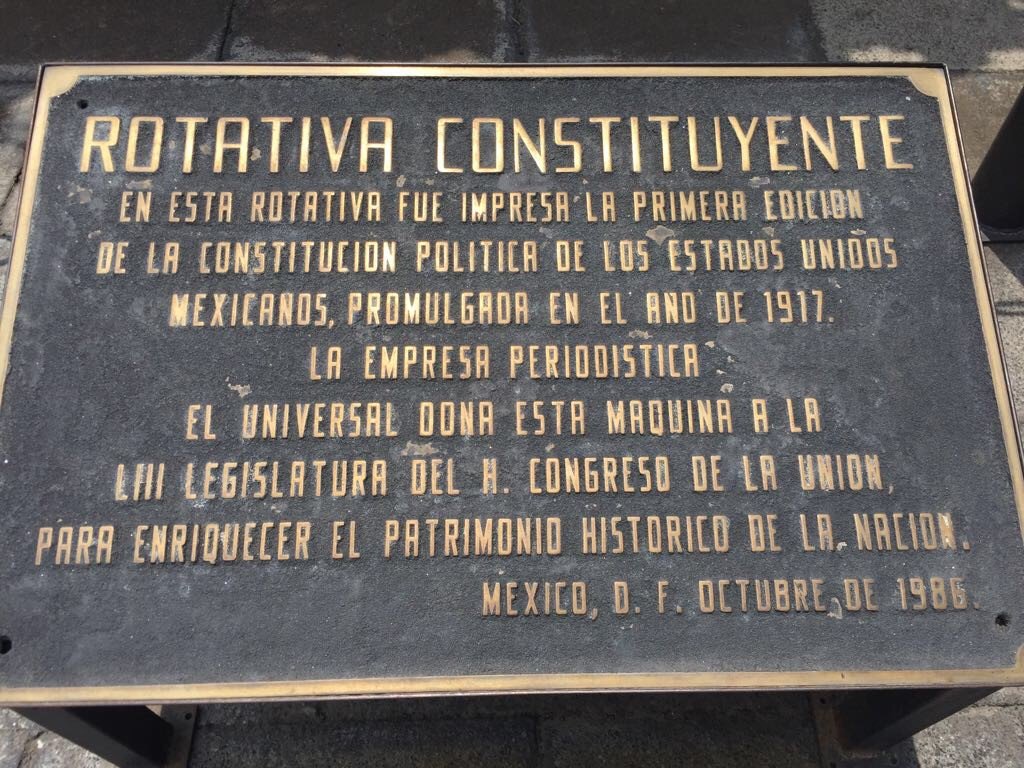 ROTATIVA CONSTITUYENTE
EN ESTA ROTATIVA FUE IMPRESA LA PRIMERA EDICION
DE LA CONSTITUCION POLITICA DE LOS ESTADOS UNIDOS
MEXICANOS, PROMULGADA EN EL AÑO DE 1917.
LA EMPRESA PERIODISTICA
EL UNIVERSAL DONA ESTA MAQUINA A LA
LIII LEGISLATURA DEL H. CONGRESO DE LA UNION,
PARA ENRIQUECER EL PATRIMONIO HISTORICO DE LA NACION.
MEXICO, D. F. OCTUBRE DE 1986.